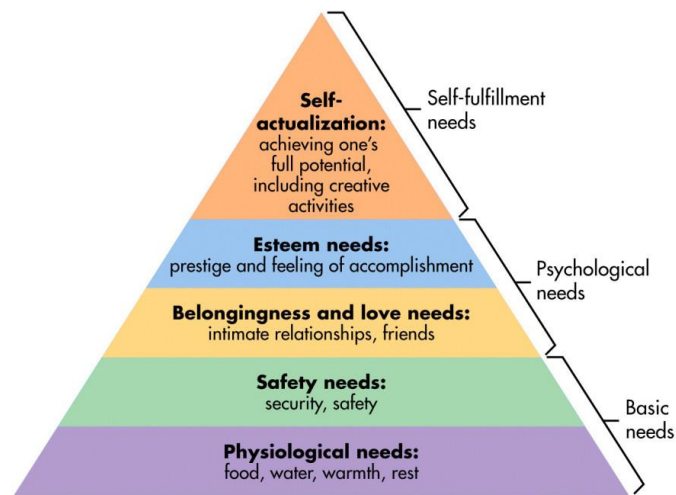 Self-
actualization:
achieving one's
full potential,
including creative
activities
Self-fulfillment
needs
Esteem needs:
prestige and feeling of accomplishment
Psychological
needs
Belongingness and love needs:
intimate relationships, friends
Safety needs:
security, safety
Basic
needs
Physiological needs:
food, water, warmth, rest